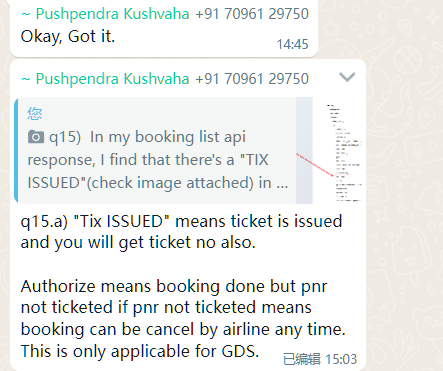 ~ Pushpendra Kushvaha +91 70961 29750
Okay, Got it.
14:45
~ Pushpendra Kushvaha +91 70961 29750
您
q15)  In my booking list api
response, I find that there's a "TIX
ISSUED"(check image attached) in ...
q15.a) "Tix ISSUED" means ticket is issued
and you will get ticket no also.
Authorize means booking done but pnr
not ticketed if pnr not ticketed means
booking can be cancel by airline any time.
This is only applicable for GDS.
已编辑 15:03